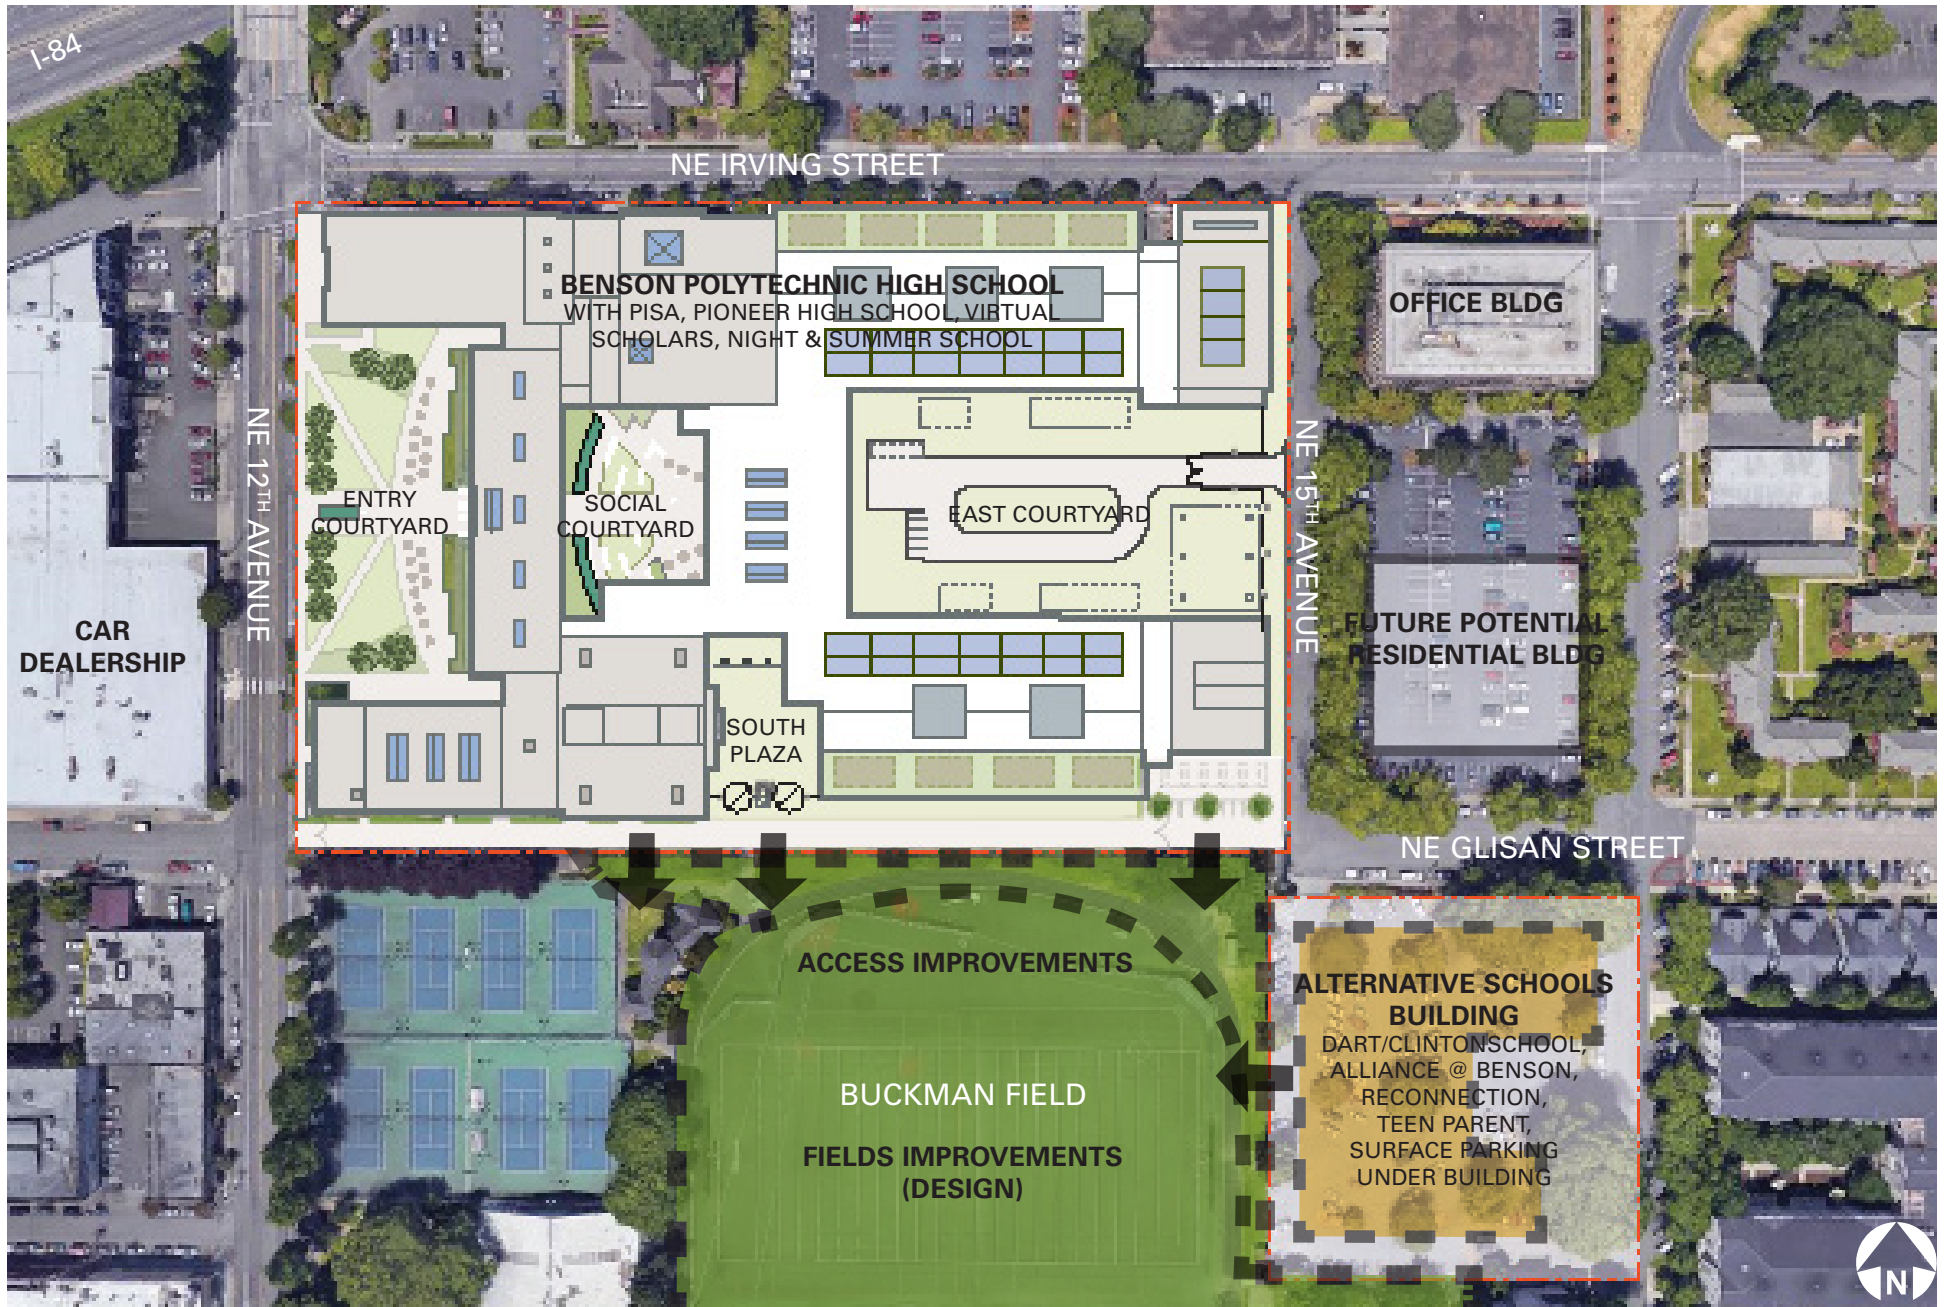 I-84
NE IRVING STREET
BENSON POLYTECHNIC HIGH SCHOOL
WITH PISA, PIONEER HIGH SCHOOL, VIRTUAL
SCHOLARS, NIGHT & SUMMER SCHOOL
OFFICE BLDG
NE 12TH AVENUE
ENTRY
COURTYARD
SOCIAL
COURTYARD
EAST COURTYARD
NE 15TH AVENUE
CAR
DEALERSHIP
FUTURE POTENTIAL
RESIDENTIAL BLDG
SOUTH
PLAZA
NE GLISAN STREET
ACCESS IMPROVEMENTS
ALTERNATIVE SCHOOLS
BUILDING
DART/CLINTONSCHOOL,
ALLIANCE @ BENSON,
RECONNECTION,
TEEN PARENT,
SURFACE PARKING
UNDER BUILDING
BUCKMAN FIELD
FIELDS IMPROVEMENTS
(DESIGN)
N